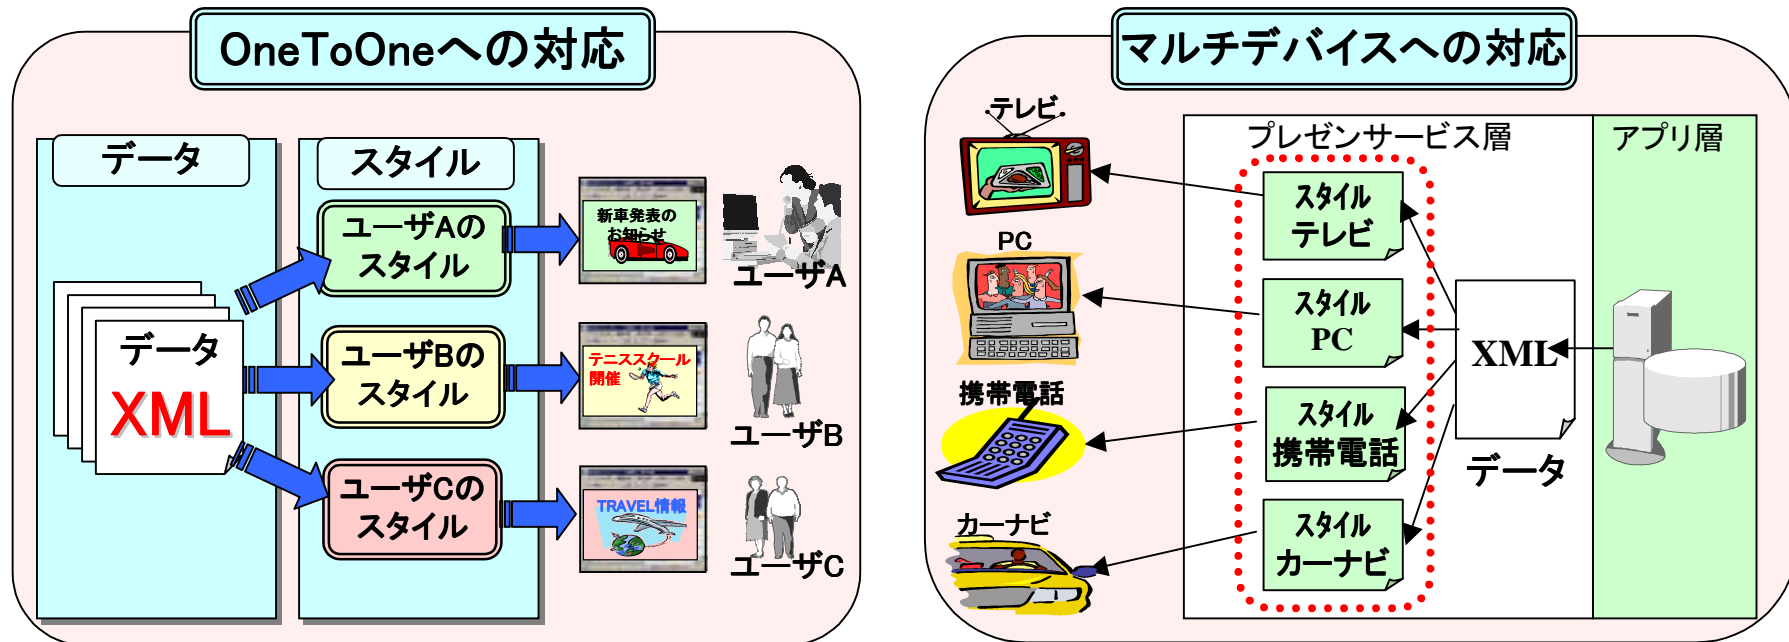 OneToOneへの対応
データ
スタイル
データ
XML
ユーザAの
スタイル
ユーザBの
スタイル
ユーザCの
スタイル
新車発表の
お知らせ
ユーザA
テニススクール
開催
ユーザB
TRAVEL情報
ユーザC
マルチデバイスへの対応
テレビ
PC
携帯電話
カーナビ
プレゼンサービス層
アプリ層
スタイル
テレビ
スタイル
PC
スタイル
携帯電話
スタイル
カーナビ
XML
データ